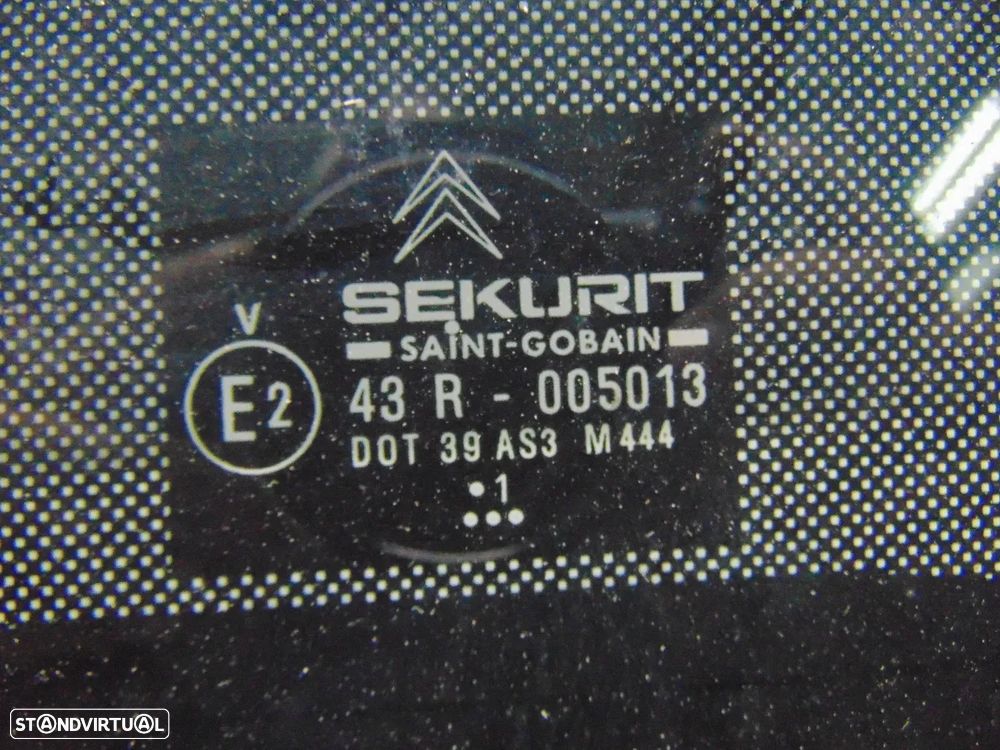 SEKURIT
SAINT-GOBAIN
V
E2
43 R - 005013
DOT 39 AS3 M444
•1
•••
STANDVIRTUAL